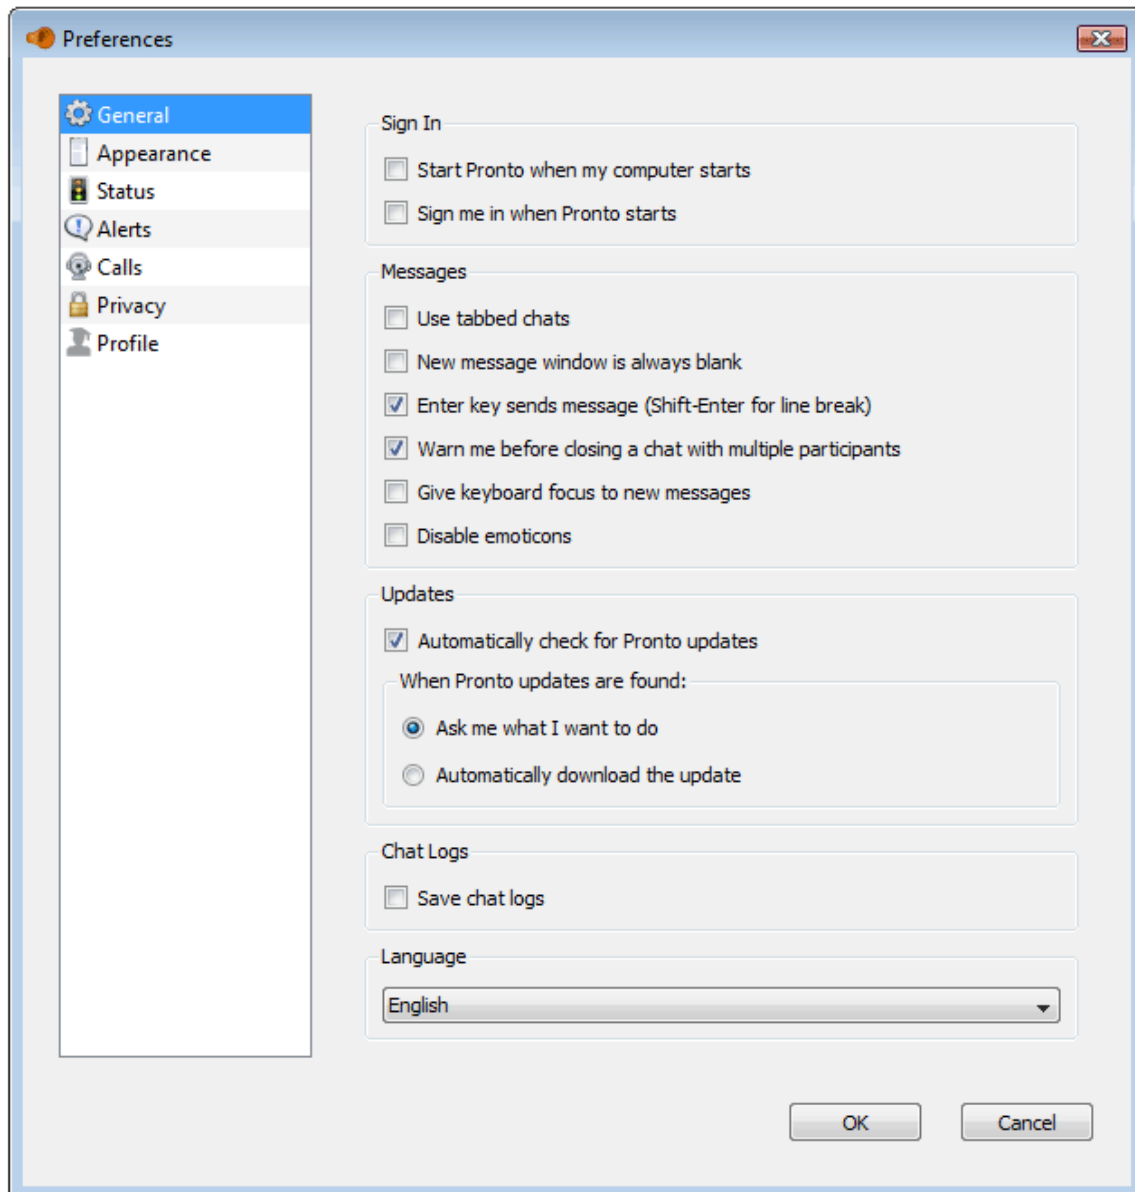 Preferences
General
Appearance
Status
Alerts
Calls
Privacy
Profile
Sign In
Start Pronto when my computer starts
Sign me in when Pronto starts
Messages
Use tabbed chats
New message window is always blank
Enter key sends message (Shift-Enter for line break)
Warn me before closing a chat with multiple participants
Give keyboard focus to new messages
Disable emoticons
Updates
Automatically check for Pronto updates
When Pronto updates are found:
Ask me what I want to do
Automatically download the update
Chat Logs
Save chat logs
Language
English
OK
Cancel